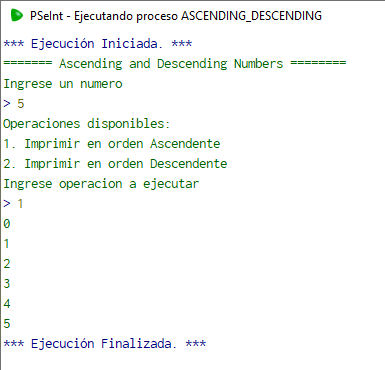 PSeInt - Ejecutando proceso ASCENDING_DESCENDING
*** Ejecución Iniciada. ***
======= Ascending and Descending Numbers ========
Ingrese un numero
> 5
Operaciones disponibles:
1. Imprimir en orden Ascendente
2. Imprimir en orden Descendente
Ingrese operacion a ejecutar
> 1
0
1
2
3
4
5
*** Ejecución Finalizada. ***